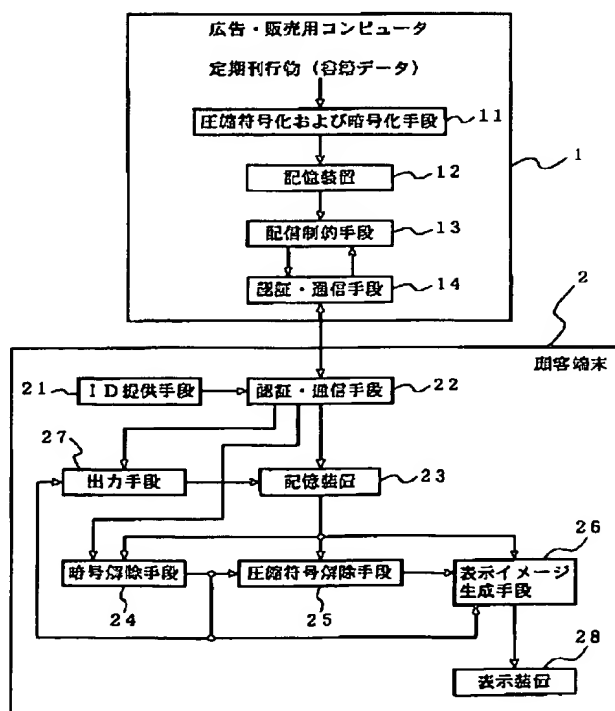 広告・販売用コンピュータ
定期刊行物（各総データ）
圧縮符号化および暗号化手段
11
1
記憶装置
12
配信制御手段
13
認証・通信手段
14
2
顧客端末
21
ID提供手段
認証・通信手段
22
27
出力手段
記憶装置
23
26
暗号解除手段
圧縮符号解除手段
表示イメージ
生成手段
24
25
28
表示装置